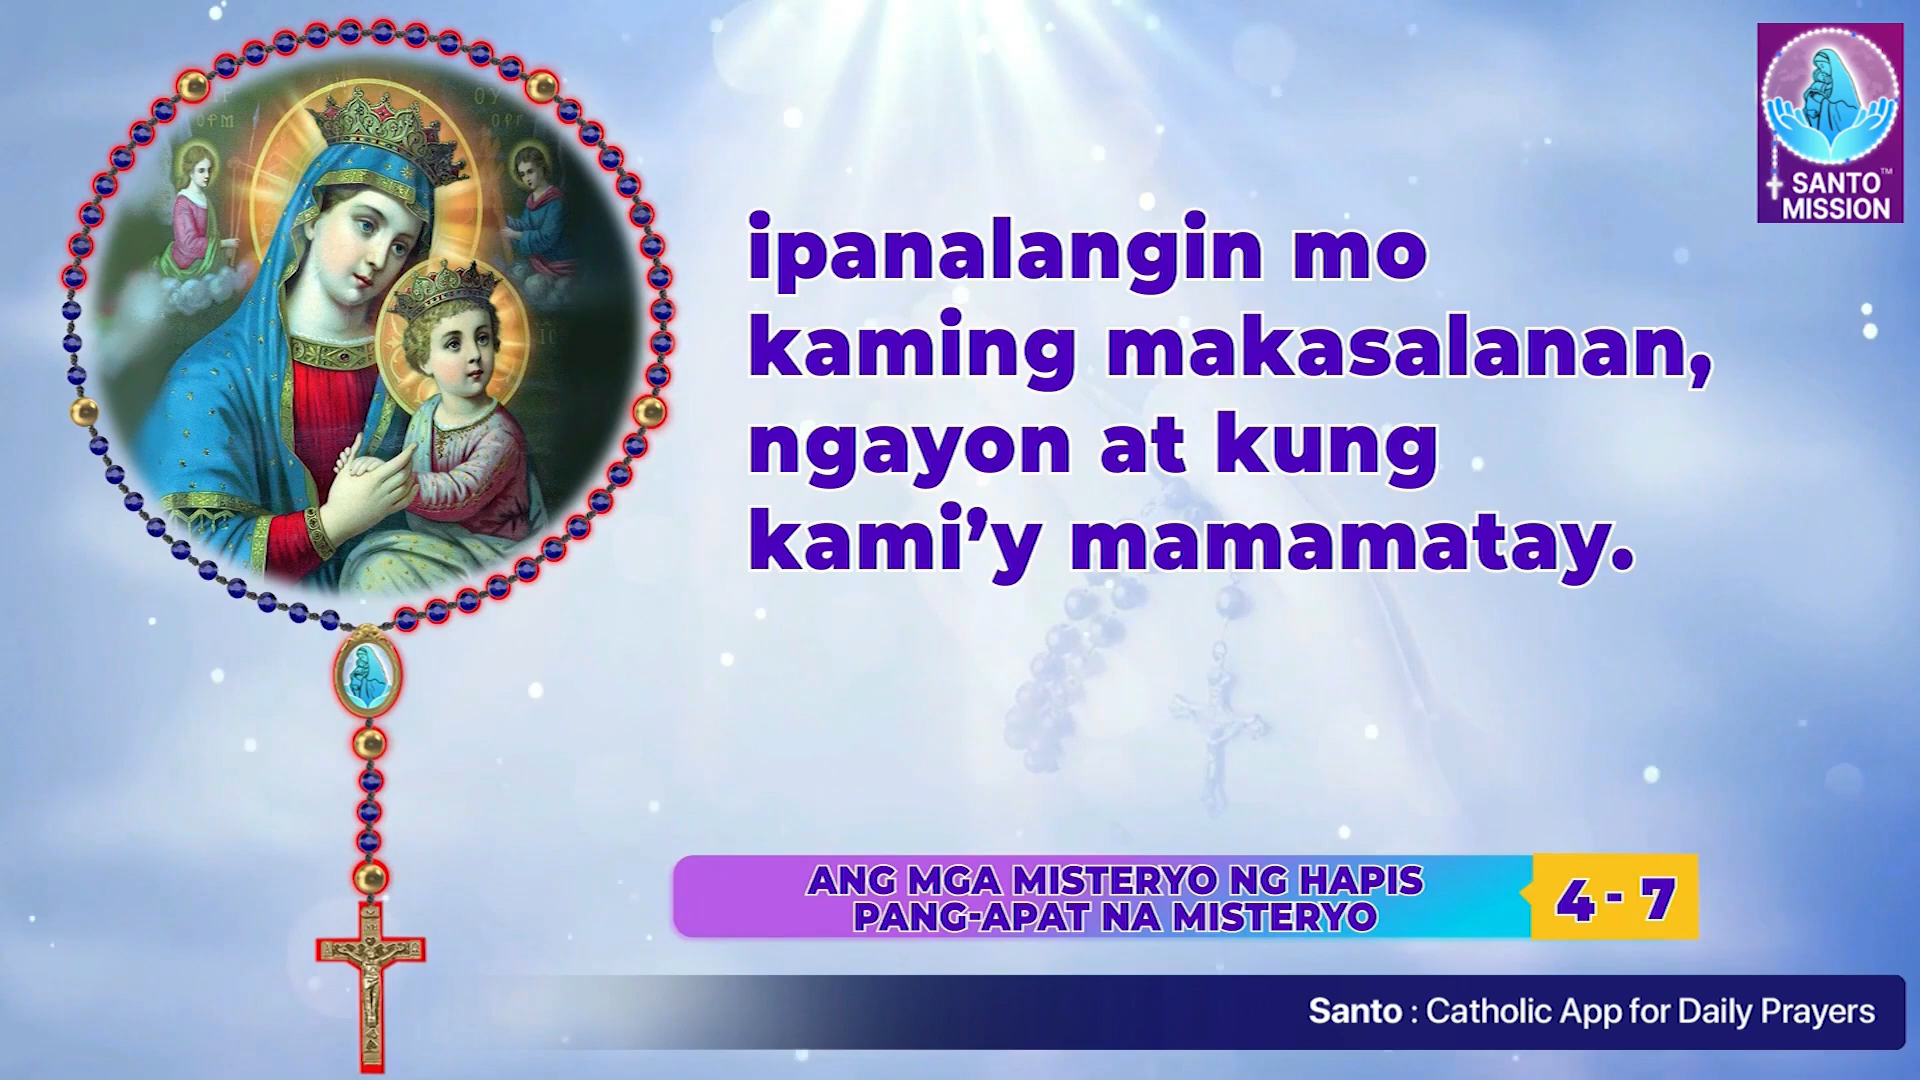 SANTO™
MISSION
ipanalangin mo
kaming makasalanan,
ngayon at kung
kami’y mamamatay.
ANG MGA MISTERYO NG HAPIS
PANG-APAT NA MISTERYO
4 - 7
Santo : Catholic App for Daily Prayers